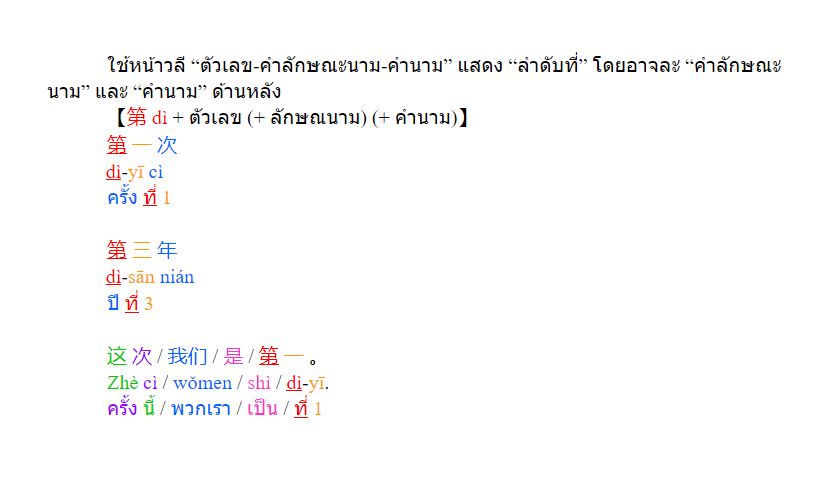 ใช้หน้าวลี “ตัวเลข-คำลักษณะนาม-คำนาม” แสดง “ลำดับที่” โดยอาจละ “คำลักษณะ
นาม” และ “คำนาม” ด้านหลัง
【第 dì + ตัวเลข (+ ลักษณนาม) (+ คำนาม)】
第 一 次
dì-yī cì
ครั้ง ที่ 1
第 三 年
dì-sān nián
ปี ที่ 3
这 次 / 我们 / 是 / 第 一 。
Zhè cì / wǒmen / shì / dì-yī.
ครั้ง นี้ / พวกเรา / เป็น / ที่ 1